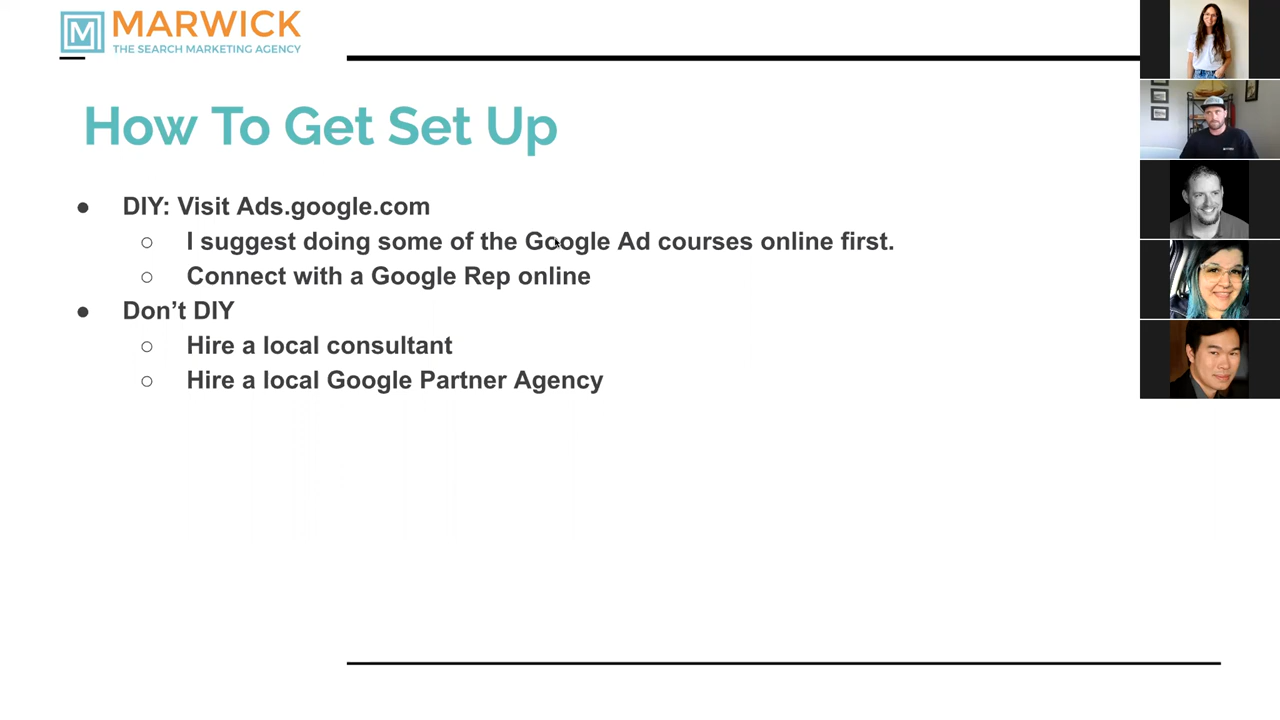 MARWICK
THE SEARCH MARKETING AGENCY
How To Get Set Up
● DIY: Visit Ads.google.com
○ I suggest doing some of the Google Ad courses online first.
○ Connect with a Google Rep online
● Don’t DIY
○ Hire a local consultant
○ Hire a local Google Partner Agency